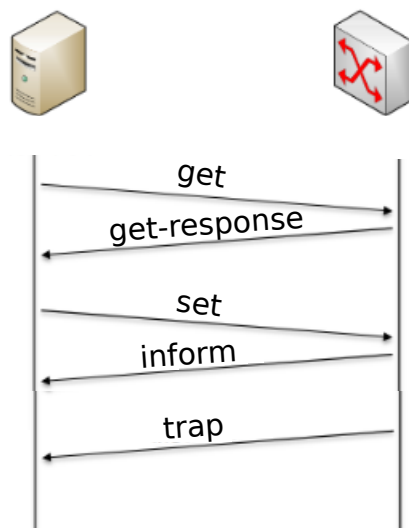 get
get-response
set
inform
trap